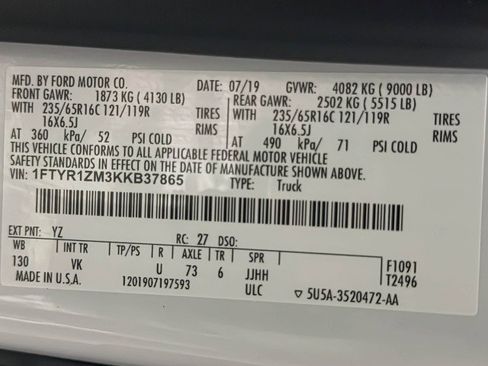 MFD. BY FORD MOTOR CO. DATE: 07/19 GVWR: 4082 KG (9000 LB)
FRONT GAWR: 1873 KG (4130 LB) REAR GAWR: 2502 KG (5515 LB)
WITH 235/65R16C 121/119R TIRES WITH 235/65R16C 121/119R TIRES
16X6.5J RIMS 16X6.5J RIMS
AT 360 kPa/ 52 PSI COLD AT 490 kPa/ 71 PSI COLD
THIS VEHICLE CONFORMS TO ALL APPLICABLE FEDERAL MOTOR VEHICLE
SAFETY STANDARDS IN EFFECT ON THE DATE OF MANUFACTURE SHOWN ABOVE.
VIN: 1FTYR1ZM3KKB37865 TYPE: Truck
EXT PNT: YZ RC: 27 DSO:
WB INT TR TP/PS R AXLE TR SPR F1091
130 VK U 73 6 JJHH T2496
MADE IN U.S.A. 1201907197593 ULC ▽ 5U5A-3520472-AA